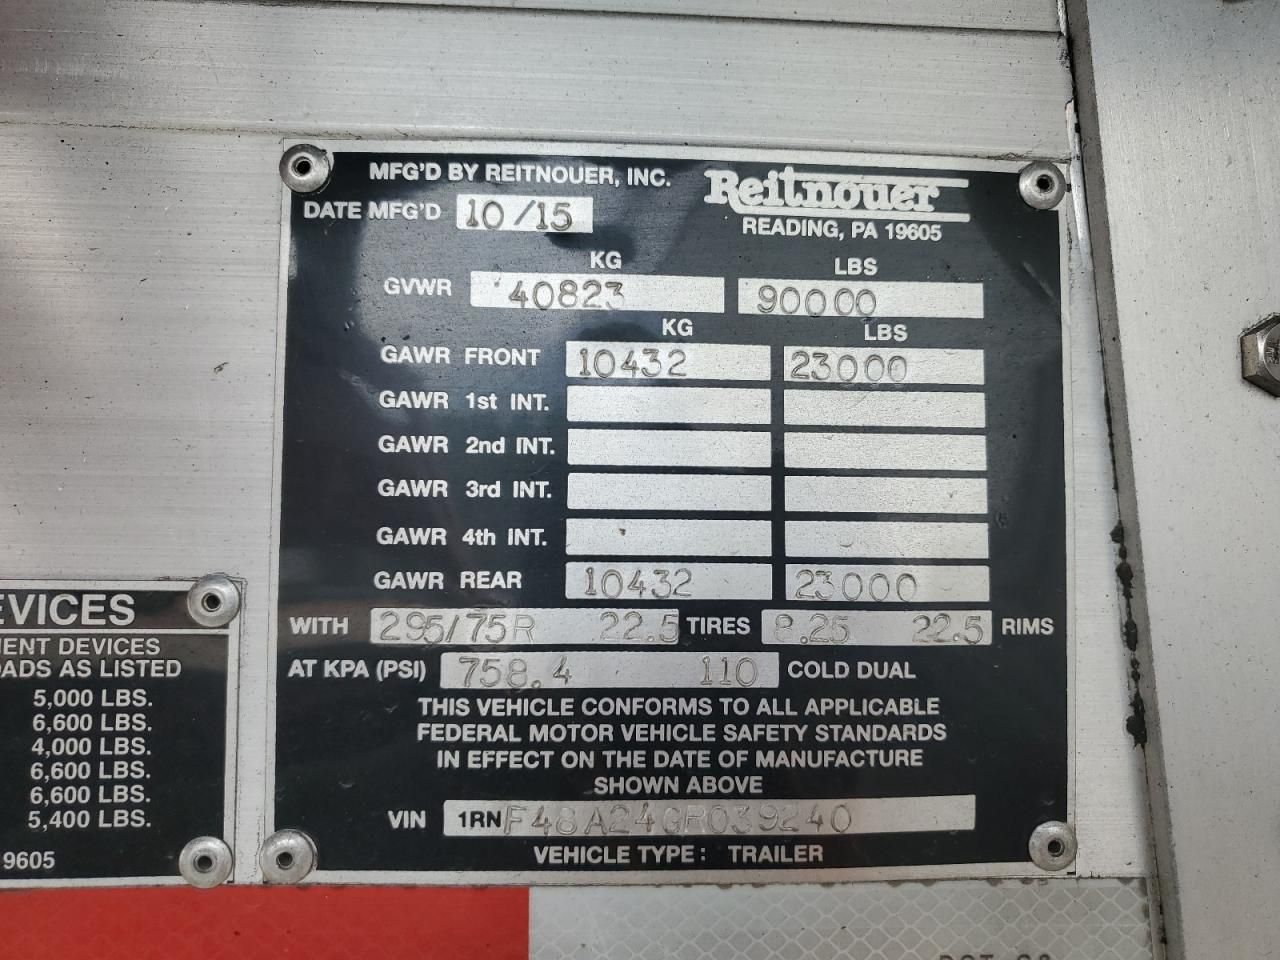 MFG'D BY REITNOUER, INC.
Reitnouer
DATE MFG'D 10/15
READING, PA 19605
KG LBS
GVWR 40823 90000
KG LBS
GAWR FRONT 10432 23000
GAWR 1st INT.
GAWR 2nd INT.
GAWR 3rd INT.
GAWR 4th INT.
GAWR REAR 10432 23000
WITH 295/75R 22.5 TIRES 8.25 22.5 RIMS
AT KPA (PSI) 758.4 110 COLD DUAL
THIS VEHICLE CONFORMS TO ALL APPLICABLE
FEDERAL MOTOR VEHICLE SAFETY STANDARDS
IN EFFECT ON THE DATE OF MANUFACTURE
SHOWN ABOVE
VIN 1RNF48A24GR039240
VEHICLE TYPE: TRAILER
EVICES
MENT DEVICES
OADS AS LISTED
5,000 LBS.
6,600 LBS.
4,000 LBS.
6,600 LBS.
6,600 LBS.
5,400 LBS.
9605